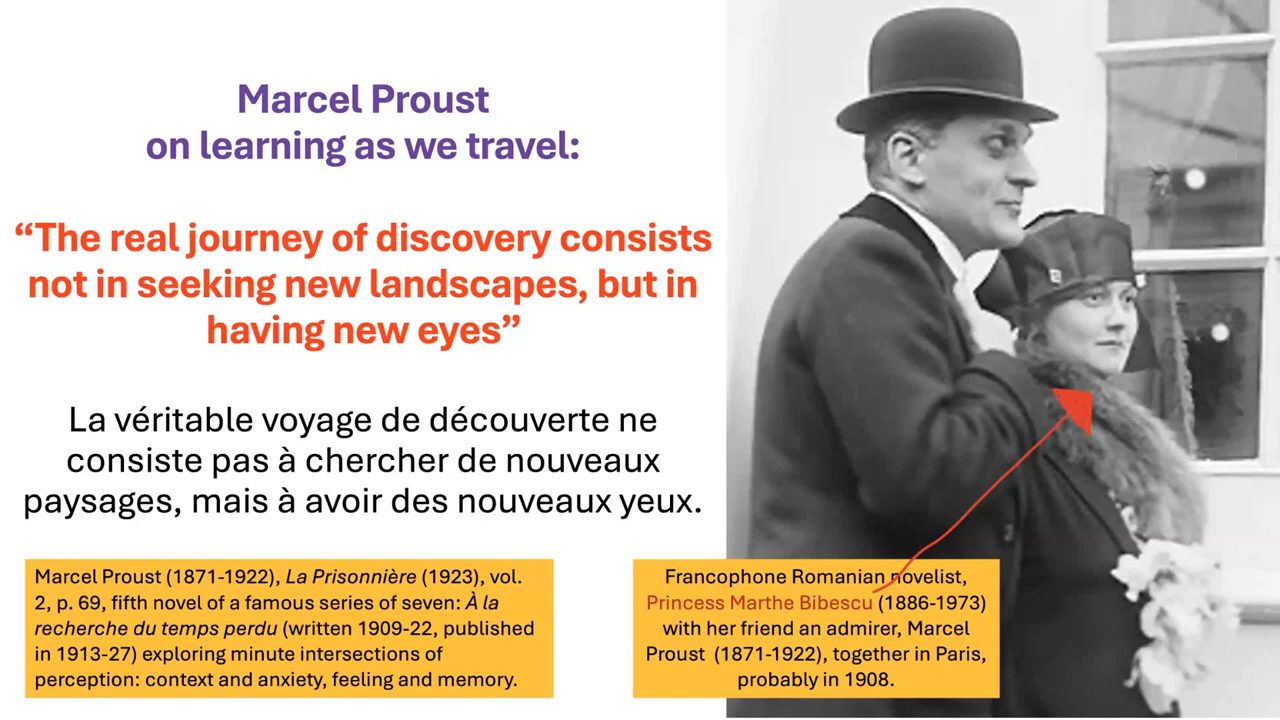 Marcel Proust
on learning as we travel:
“The real journey of discovery consists
not in seeking new landscapes, but in
having new eyes”
La véritable voyage de découverte ne
consiste pas à chercher de nouveaux
paysages, mais à avoir des nouveaux yeux.
Marcel Proust (1871-1922), La Prisonnière (1923), vol.
2, p. 69, fifth novel of a famous series of seven: À la
recherche du temps perdu (written 1909-22, published
in 1913-27) exploring minute intersections of
perception: context and anxiety, feeling and memory.
Francophone Romanian novelist,
Princess Marthe Bibescu (1886-1973)
with her friend an admirer, Marcel
Proust (1871-1922), together in Paris,
probably in 1908.